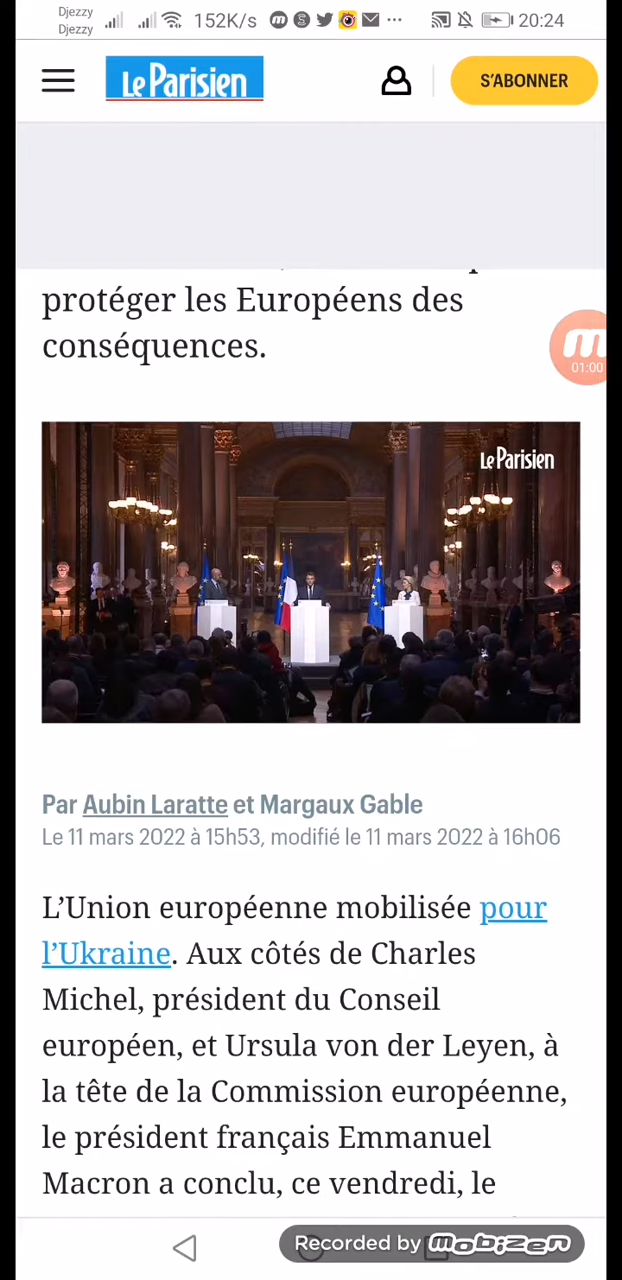 Djezzy
Djezzy
152K/s
20:24
Le Parisien
S'ABONNER
protéger les Européens des
conséquences.
01:00
Le Parisien
Par Aubin Laratte et Margaux Gable
Le 11 mars 2022 à 15h53, modifié le 11 mars 2022 à 16h06
L’Union européenne mobilisée pour
l’Ukraine. Aux côtés de Charles
Michel, président du Conseil
européen, et Ursula von der Leyen, à
la tête de la Commission européenne,
le président français Emmanuel
Macron a conclu, ce vendredi, le
Recorded by Mobizen